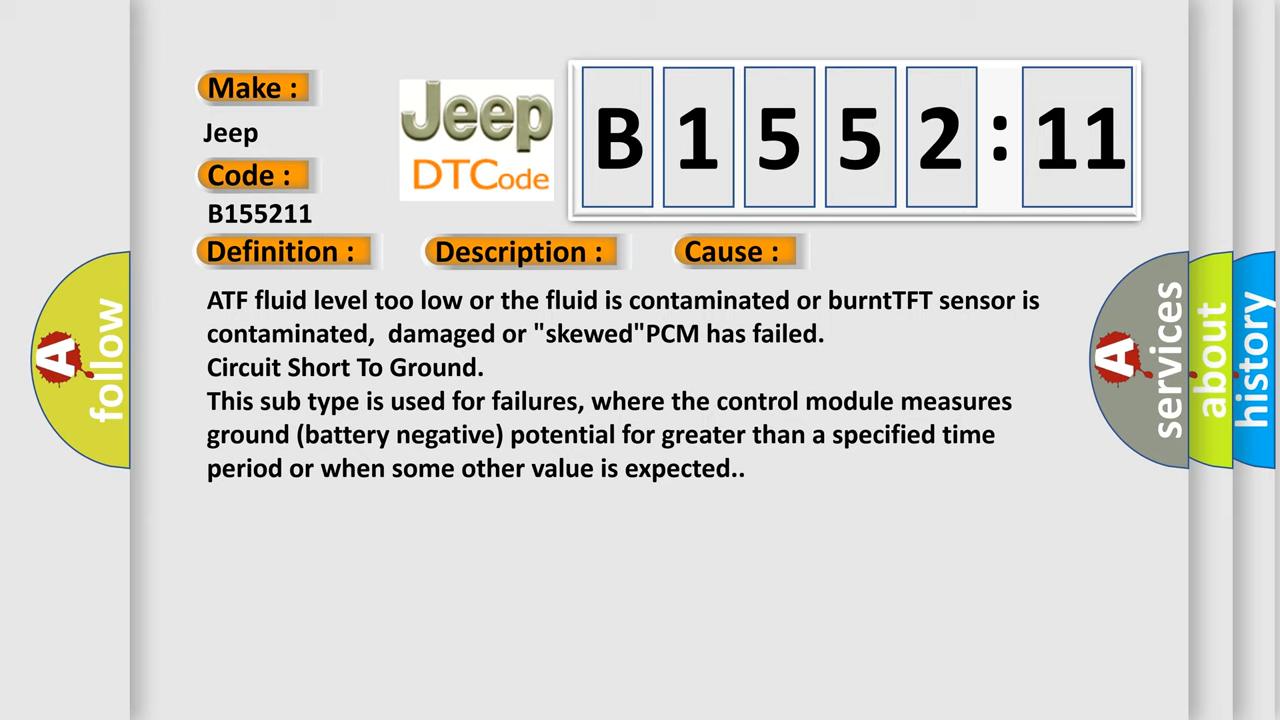 Make :
Jeep
Code :
B155211
Jeep
DTCode
B 1 5 5 2 : 11
Definition : Description : Cause :
ATF fluid level too low or the fluid is contaminated or burntTFT sensor is
contaminated, damaged or "skewed"PCM has failed.
Circuit Short To Ground.
This sub type is used for failures, where the control module measures
ground (battery negative) potential for greater than a specified time
period or when some other value is expected..
A follow
A services
about
history